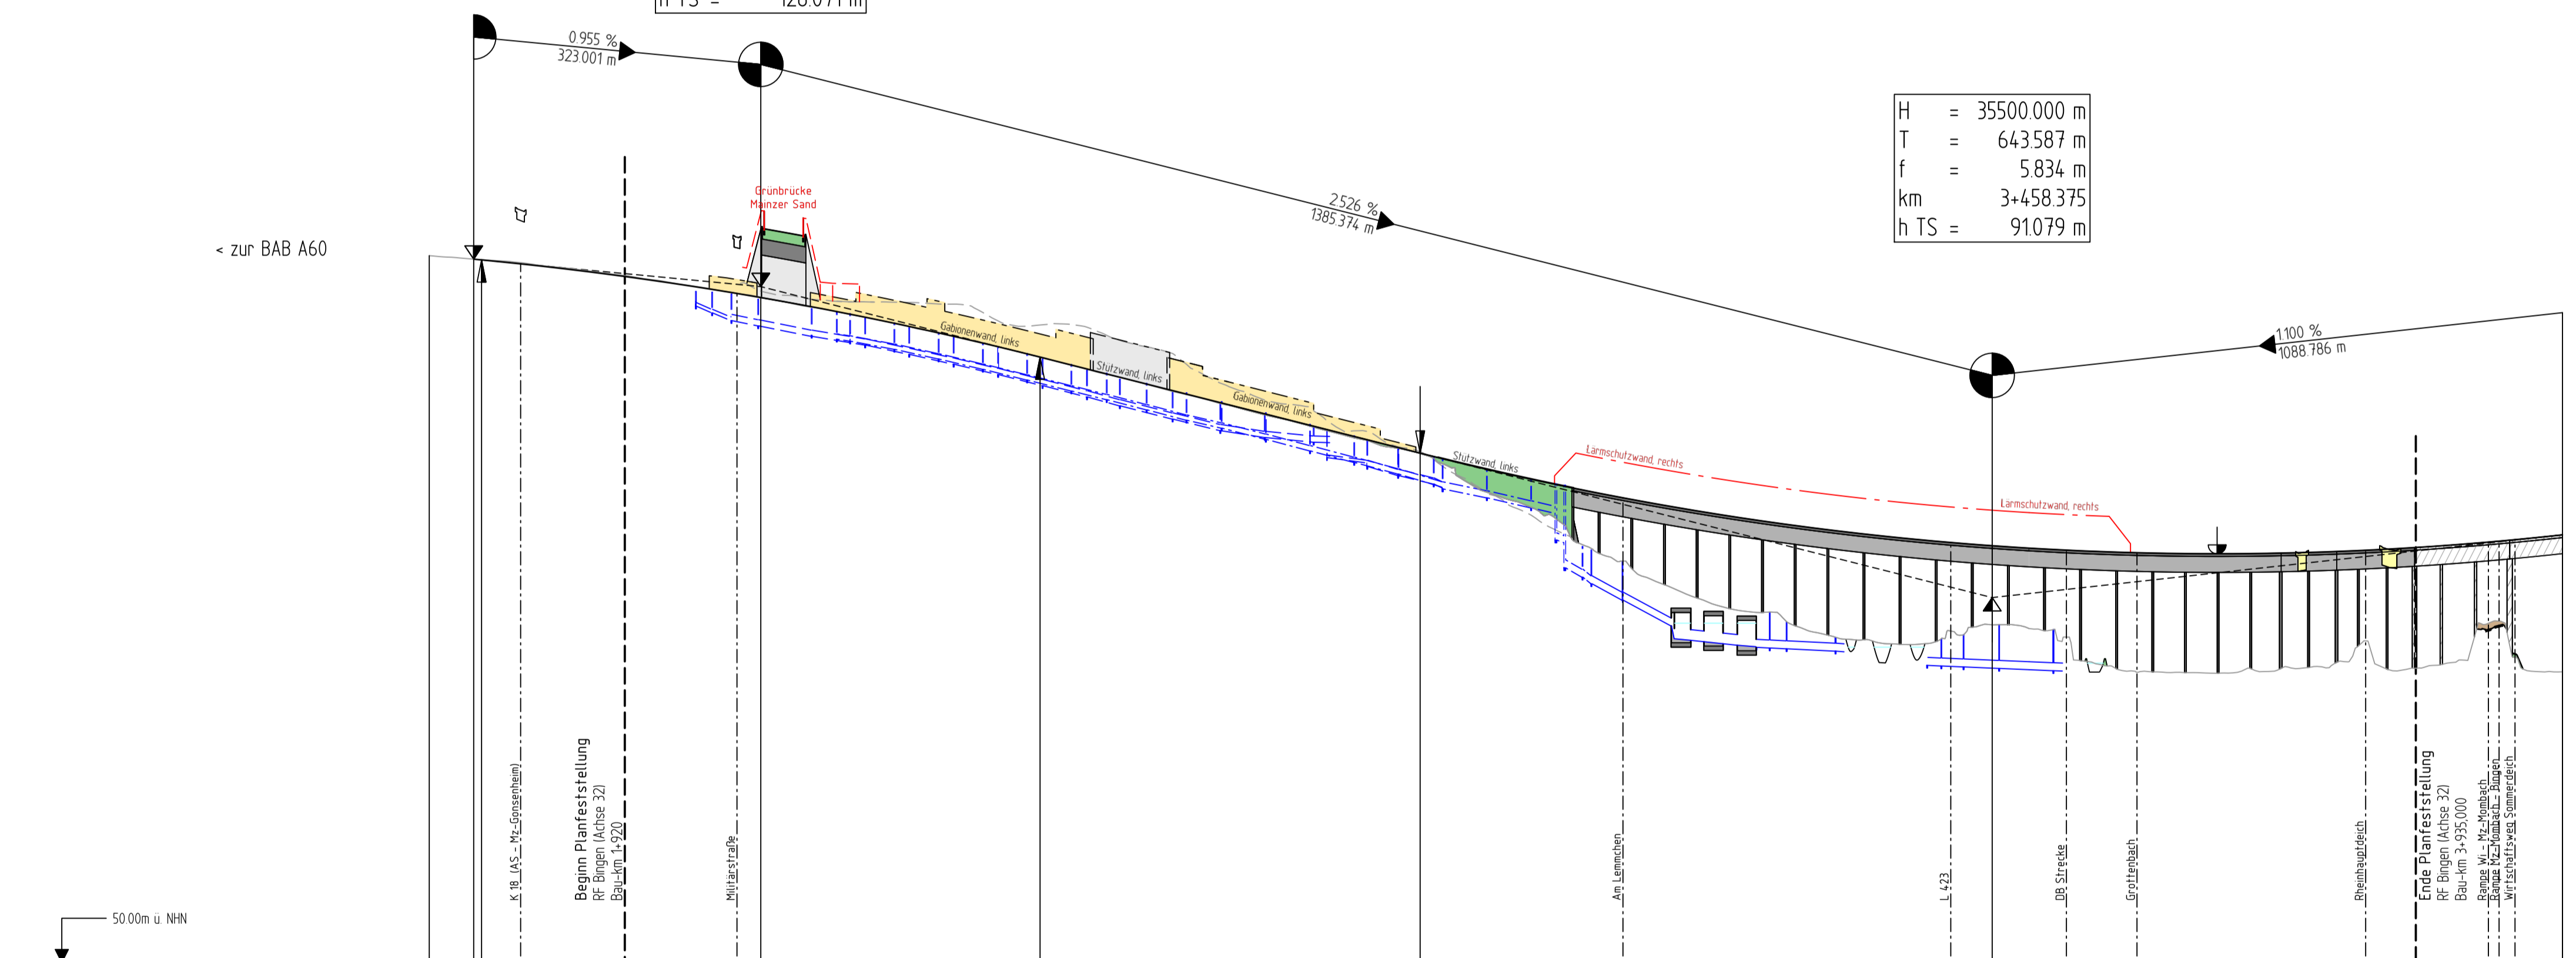 h TS = 126.071 m
0.955 %
323.001 m
H = 35500.000 m
T = 643.587 m
f = 5.834 m
km 3+458.375
h TS = 91.079 m
2.526 %
1385.374 m
Grünbrücke
Mainzer Sand
< zur BAB A60
1.100 %
1088.786 m
Gabionenwand, links
Stützwand, links
Gabionenwand, links
Stützwand, links
Lärmschutzwand, rechts
Lärmschutzwand, rechts
K 18 (AS - Mz-Gonsenheim)
Beginn Planfeststellung
RF Bingen (Achse 32)
Bau-km 1+920
Militärstraße
Am Lemmchen
L 423
DB Strecke
Grottenbach
Rheinhauptdeich
Ende Planfeststellung
RF Bingen (Achse 32)
Bau-km 3+935,000
Rampe Wi - Mz-Mombach
Rampe Mz-Mombach - Bingen
Wirtschaftsweg Sommerdeich
50.00m ü. NHN